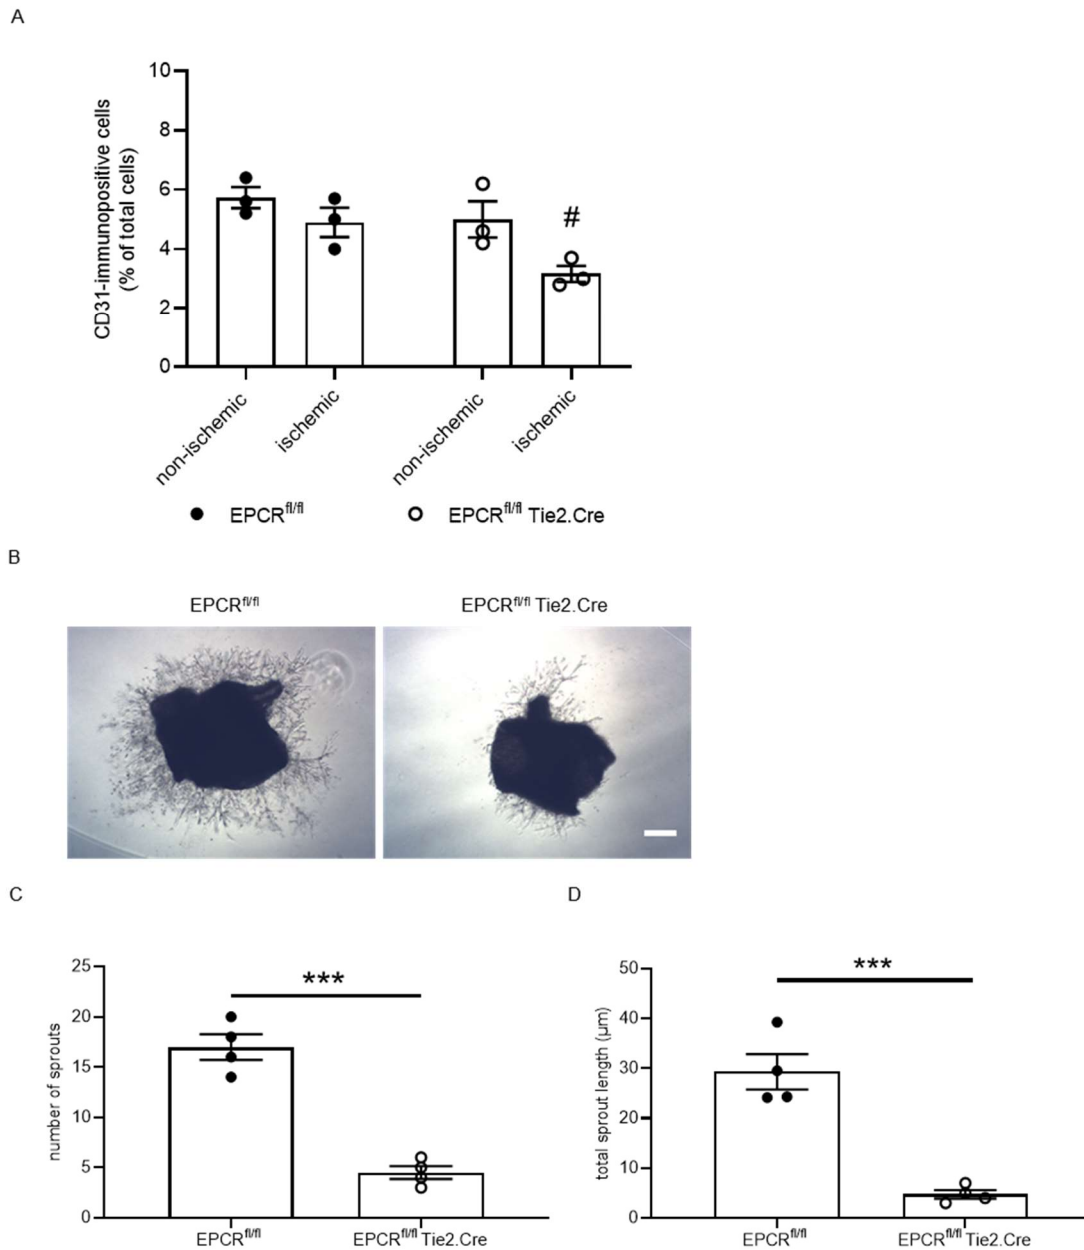 A
CD31-immunopositive cells
(% of total cells)
10
8
6
4
2
0
#
non-ischemic
ischemic
non-ischemic
ischemic
EPCRfl/fl
EPCRfl/fl Tie2.Cre
B
EPCRfl/fl
EPCRfl/fl Tie2.Cre
C
number of sprouts
25
20
15
10
5
0
***
EPCRfl/fl
EPCRfl/fl Tie2.Cre
D
total sprout length (µm)
50
40
30
20
10
0
***
EPCRfl/fl
EPCRfl/fl Tie2.Cre